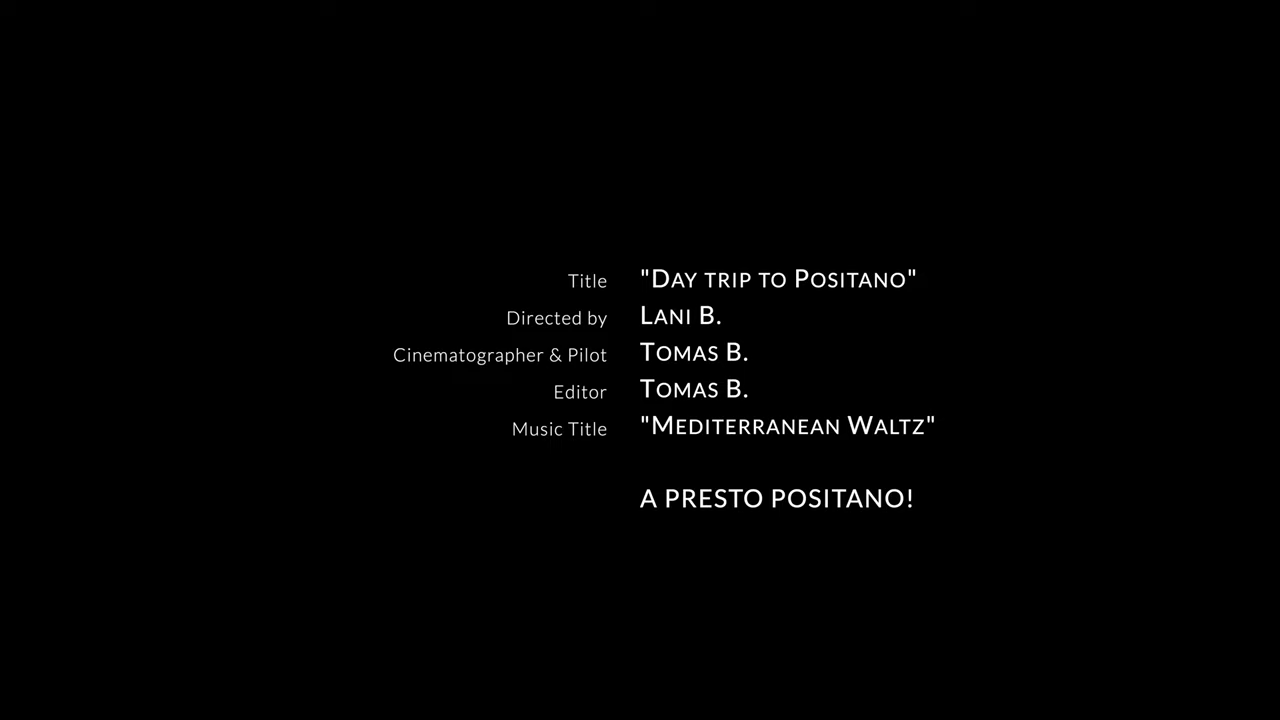 Title "Day trip to Positano"
Directed by Lani B.
Cinematographer & Pilot Tomas B.
Editor Tomas B.
Music Title "Mediterranean Waltz"
A PRESTO POSITANO!